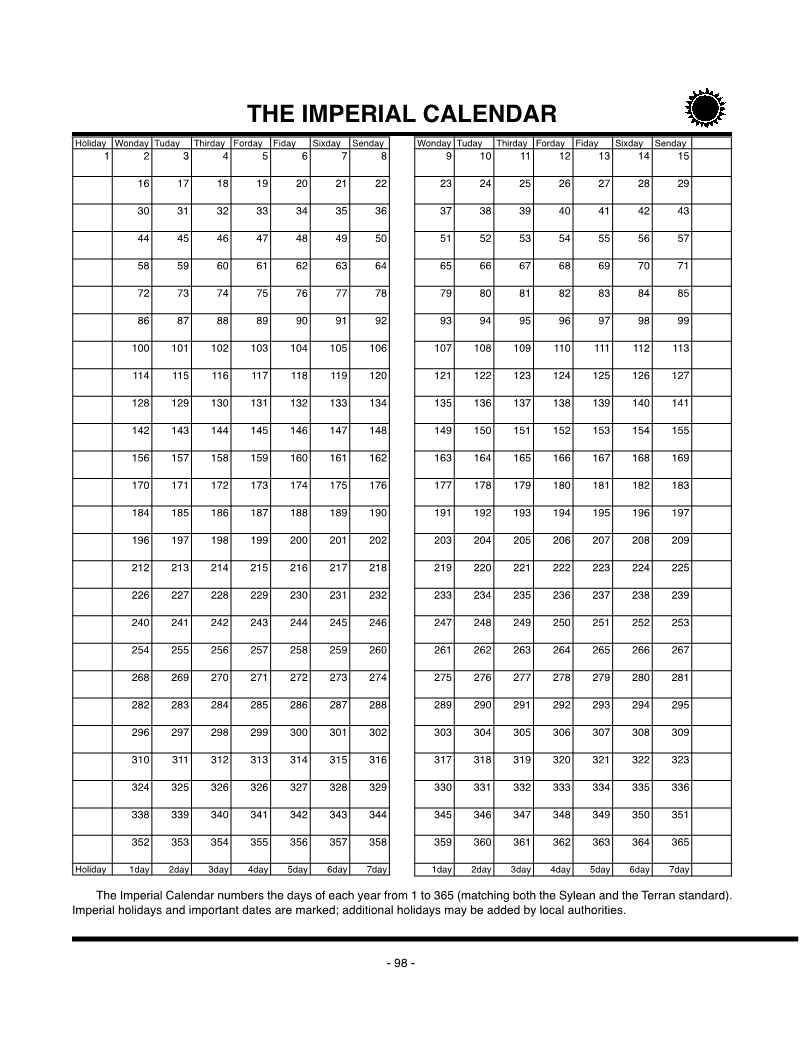 THE IMPERIAL CALENDAR
Holiday Wonday Tuday Thirday Forday Fiday Sixday Senday Wonday Tuday Thirday Forday Fiday Sixday Senday
1 2 3 4 5 6 7 8 9 10 11 12 13 14 15
16 17 18 19 20 21 22 23 24 25 26 27 28 29
30 31 32 33 34 35 36 37 38 39 40 41 42 43
44 45 46 47 48 49 50 51 52 53 54 55 56 57
58 59 60 61 62 63 64 65 66 67 68 69 70 71
72 73 74 75 76 77 78 79 80 81 82 83 84 85
86 87 88 89 90 91 92 93 94 95 96 97 98 99
100 101 102 103 104 105 106 107 108 109 110 111 112 113
114 115 116 117 118 119 120 121 122 123 124 125 126 127
128 129 130 131 132 133 134 135 136 137 138 139 140 141
142 143 144 145 146 147 148 149 150 151 152 153 154 155
156 157 158 159 160 161 162 163 164 165 166 167 168 169
170 171 172 173 174 175 176 177 178 179 180 181 182 183
184 185 186 187 188 189 190 191 192 193 194 195 196 197
196 197 198 199 200 201 202 203 204 205 206 207 208 209
212 213 214 215 216 217 218 219 220 221 222 223 224 225
226 227 228 229 230 231 232 233 234 235 236 237 238 239
240 241 242 243 244 245 246 247 248 249 250 251 252 253
254 255 256 257 258 259 260 261 262 263 264 265 266 267
268 269 270 271 272 273 274 275 276 277 278 279 280 281
282 283 284 285 286 287 288 289 290 291 292 293 294 295
296 297 298 299 300 301 302 303 304 305 306 307 308 309
310 311 312 313 314 315 316 317 318 319 320 321 322 323
324 325 326 326 327 328 329 330 331 332 333 334 335 336
338 339 340 341 342 343 344 345 346 347 348 349 350 351
352 353 354 355 356 357 358 359 360 361 362 363 364 365
Holiday 1day 2day 3day 4day 5day 6day 7day 1day 2day 3day 4day 5day 6day 7day
The Imperial Calendar numbers the days of each year from 1 to 365 (matching both the Sylean and the Terran standard).
Imperial holidays and important dates are marked; additional holidays may be added by local authorities.
- 98 -